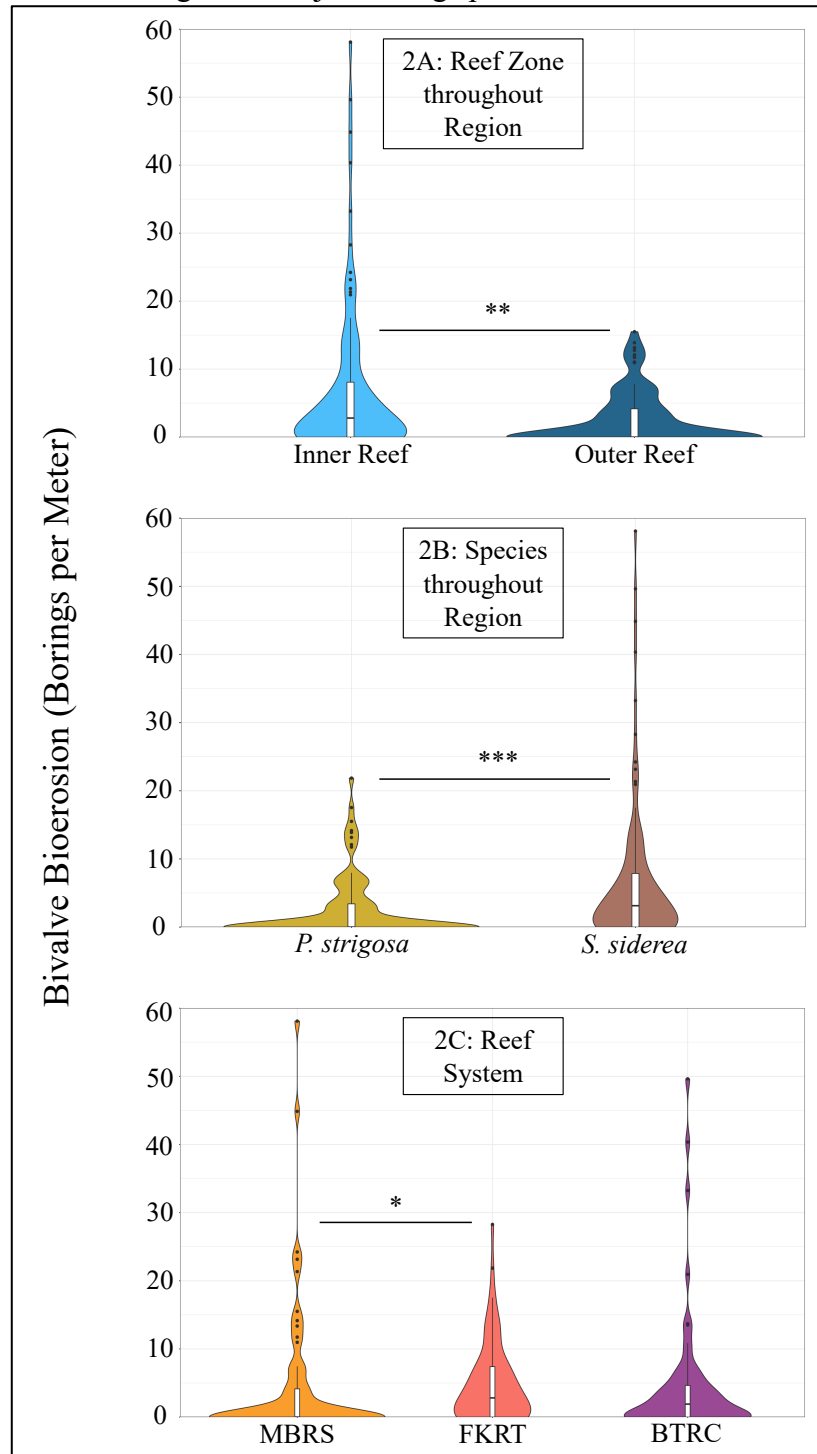 60
2A: Reef Zone
throughout
Region
50
40
30
20
**
10
0
Inner Reef
Outer Reef
Bivalve Bioerosion (Borings per Meter)
60
2B: Species
throughout
Region
50
40
30
***
20
10
0
P. strigosa
S. siderea
60
2C: Reef
System
50
40
30
*
20
10
0
MBRS
FKRT
BTRC